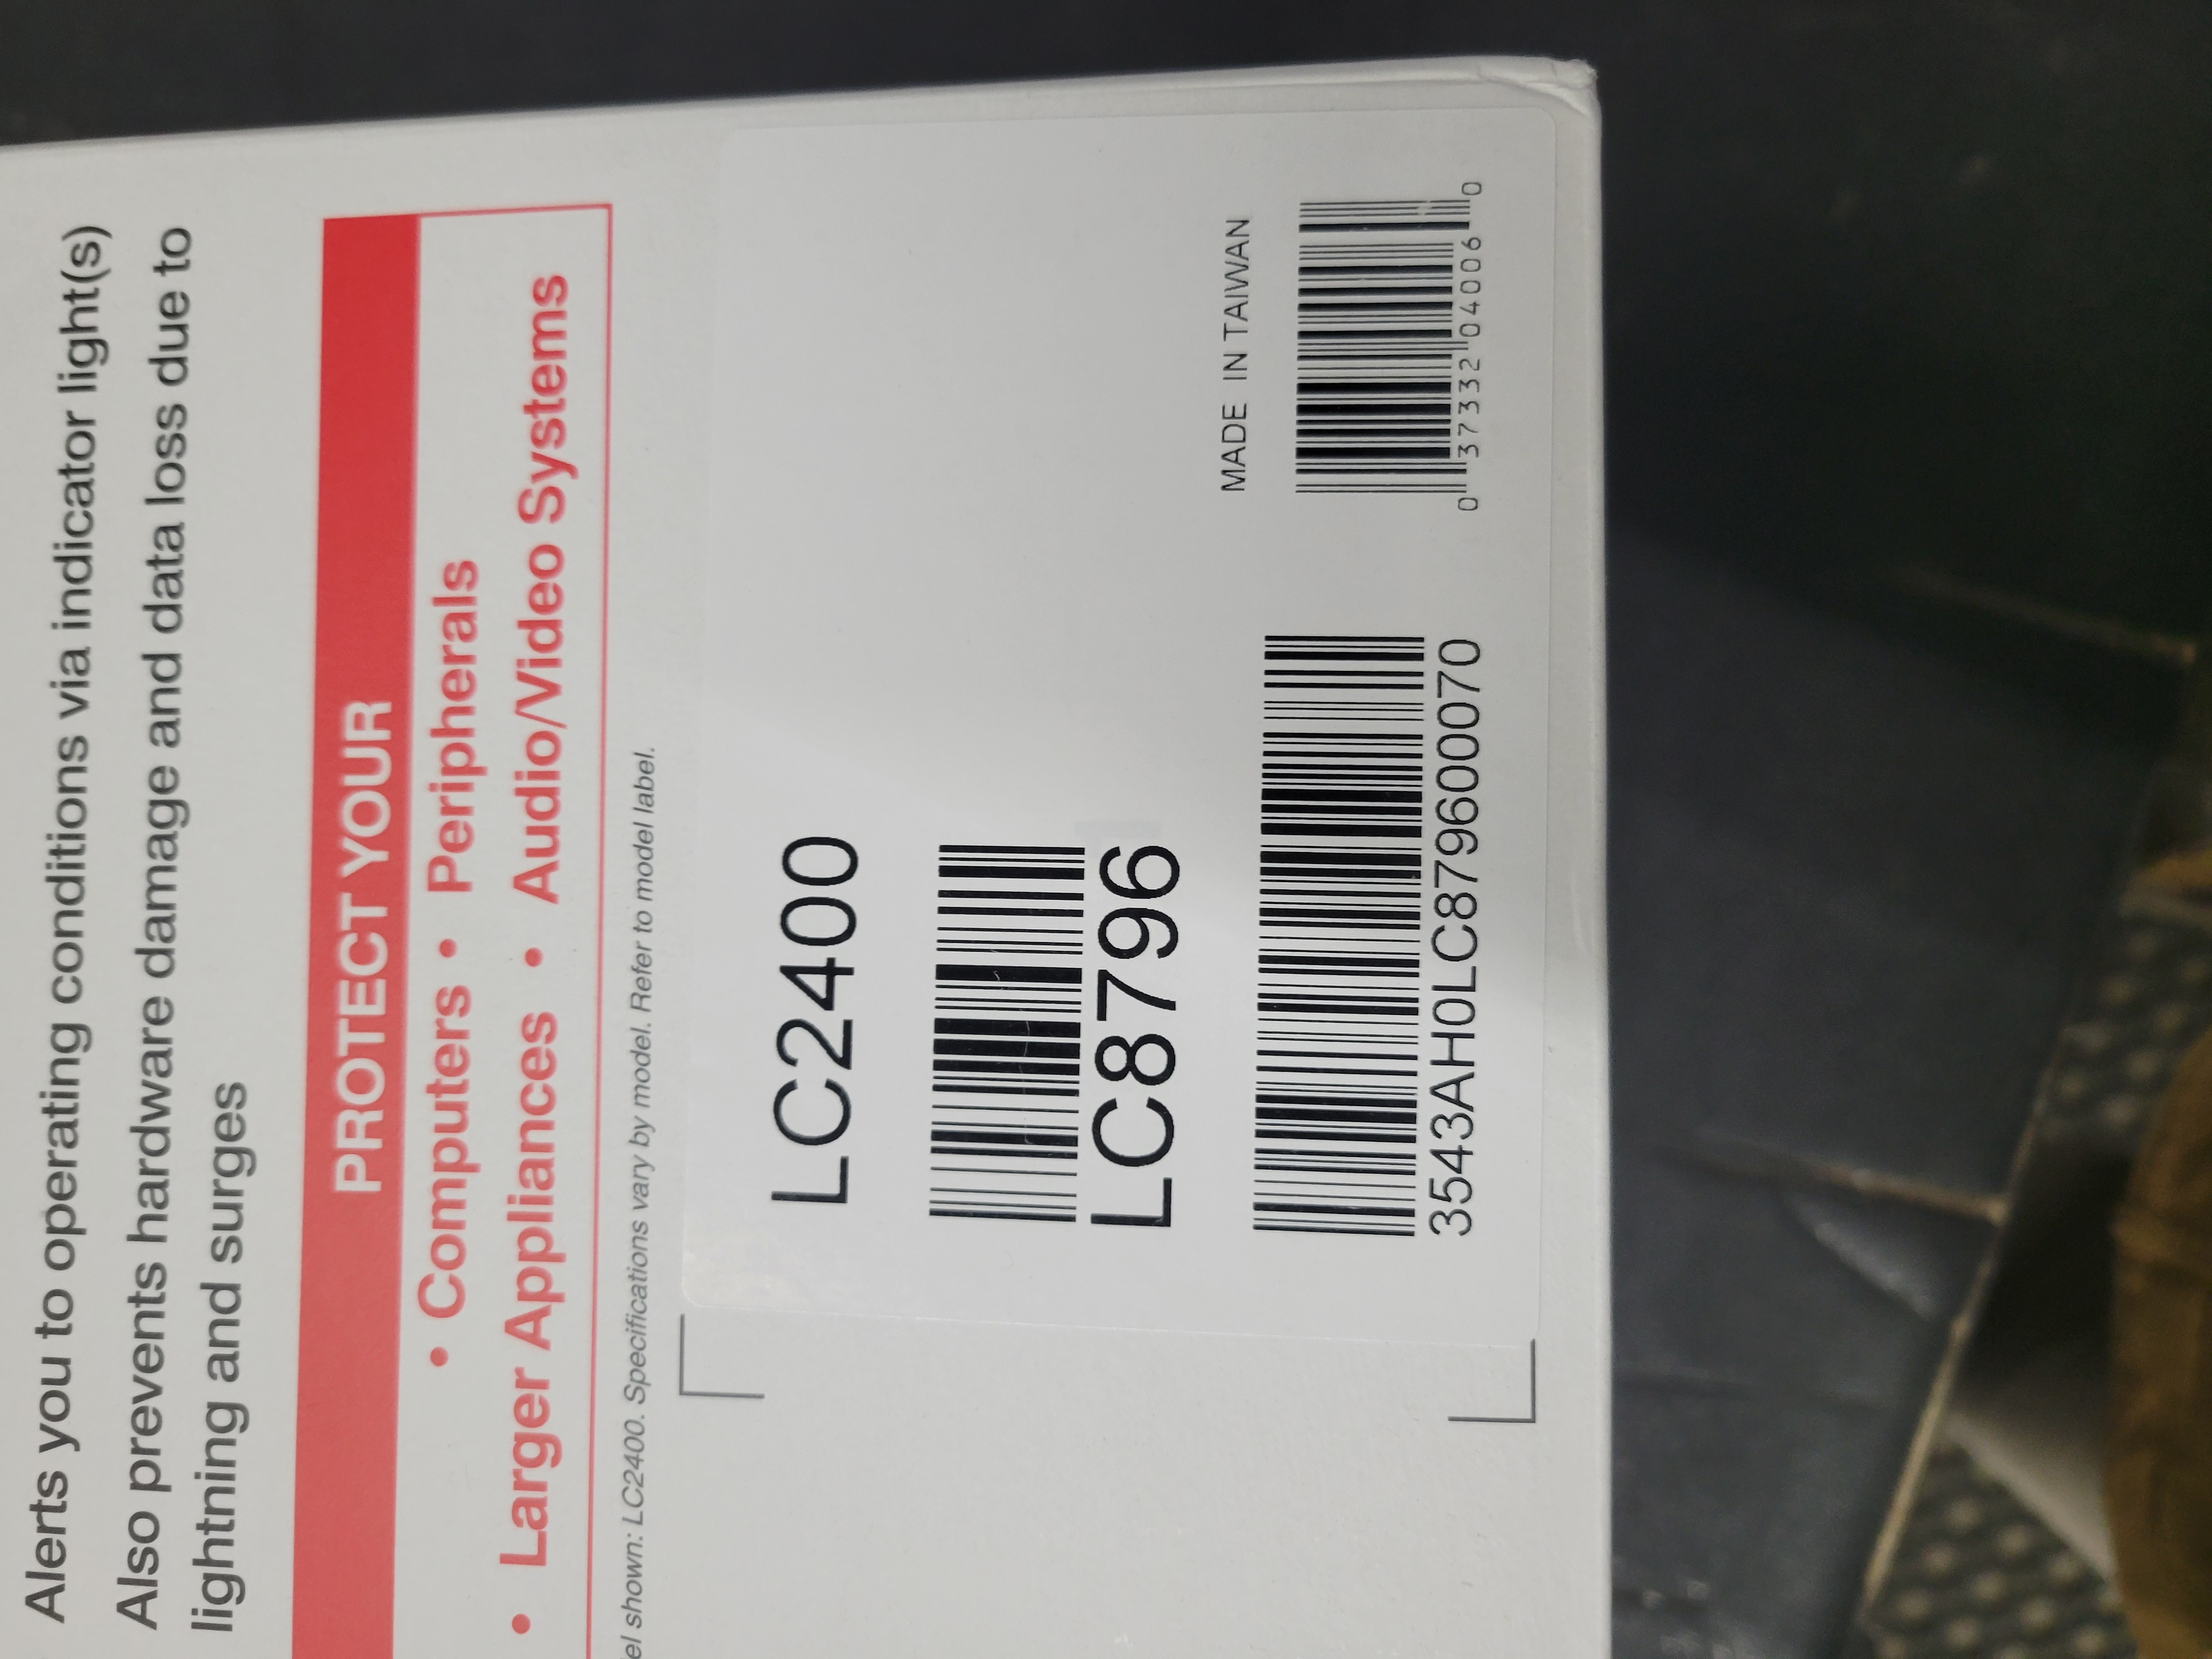 Alerts you to operating conditions via indicator light(s)
Also prevents hardware damage and data loss due to
lightning and surges
PROTECT YOUR
• Computers • Peripherals
• Larger Appliances • Audio/Video Systems
shown: LC2400. Specifications vary by model. Refer to model label.
LC2400
LC8796
MADE IN TAIWAN
3543AH0LC879600070
0 37332 04006 0